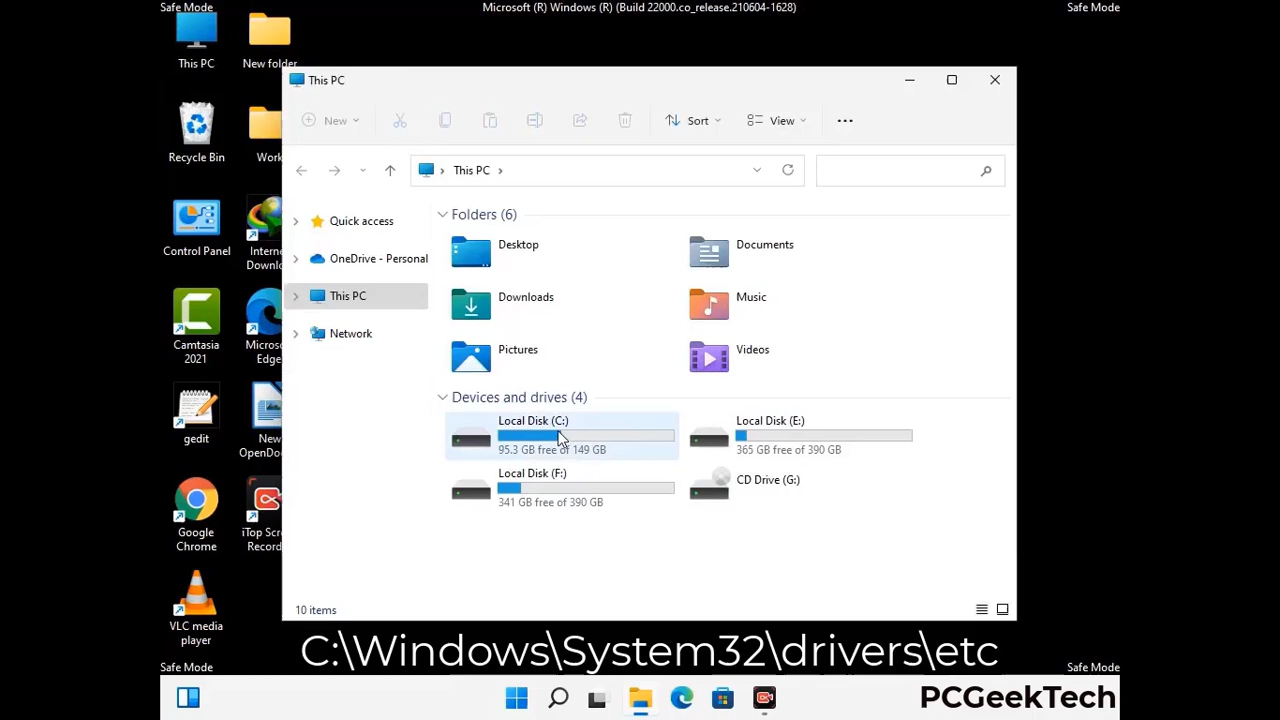 Safe Mode
Microsoft (R) Windows (R) (Build 22000.co_release.210604-1628)
Safe Mode
This PC
New folder
Recycle Bin
Work
Control Panel
Intern
Downlo
Camtasia
2021
Micros
Edge
gedit
New
OpenDo
Google
Chrome
iTop Scre
Record
VLC media
player
This PC
New
Sort
View
This PC
Quick access
OneDrive - Personal
This PC
Network
Folders (6)
Desktop
Documents
Downloads
Music
Pictures
Videos
Devices and drives (4)
Local Disk (C:)
95.3 GB free of 149 GB
Local Disk (E:)
365 GB free of 390 GB
Local Disk (F:)
341 GB free of 390 GB
CD Drive (G:)
10 items
C:\Windows\System32\drivers\etc
Safe Mode
Safe Mode
PCGeekTech